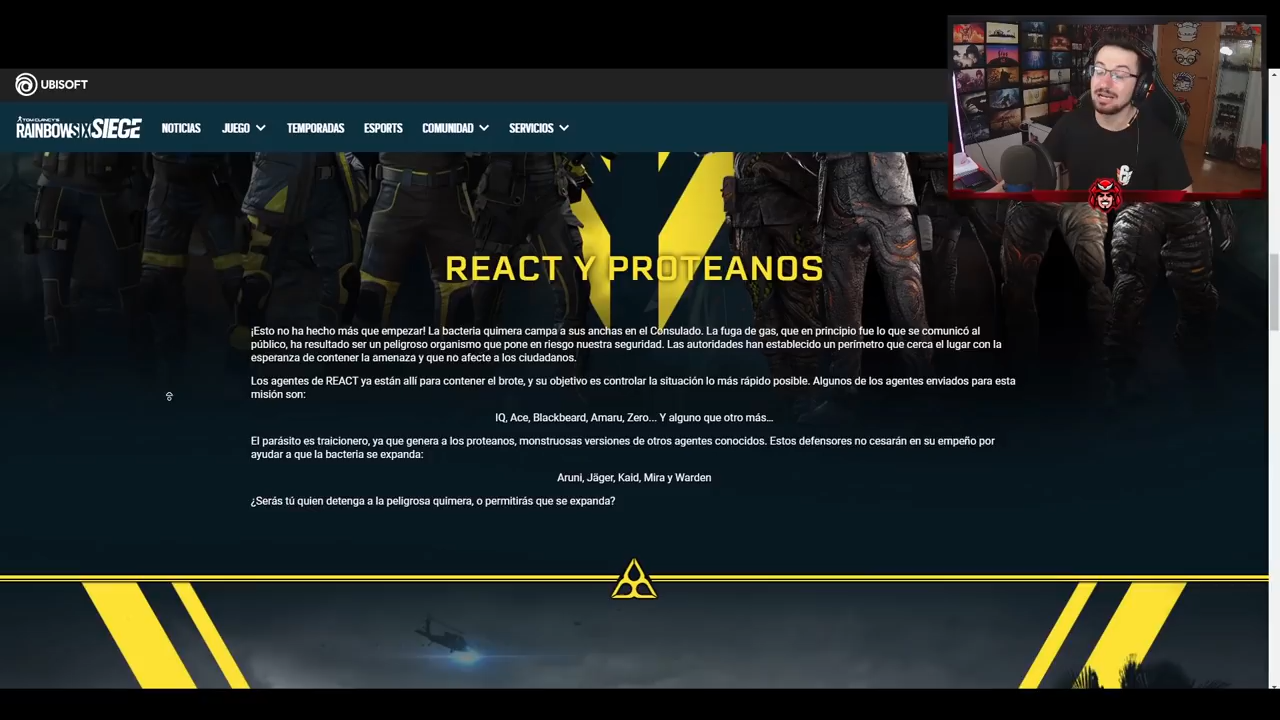 UBISOFT
TOM CLANCY'S
RAINBOWSIX SIEGE
NOTICIAS JUEGO TEMPORADAS ESPORTS COMUNIDAD SERVICIOS
REACT Y PROTEANOS
¡Esto no ha hecho más que empezar! La bacteria quimera campa a sus anchas en el Consulado. La fuga de gas, que en principio fue lo que se comunicó al
público, ha resultado ser un peligroso organismo que pone en riesgo nuestra seguridad. Las autoridades han establecido un perímetro que cerca el lugar con la
esperanza de contener la amenaza y que no afecte a los ciudadanos.
Los agentes de REACT ya están allí para contener el brote, y su objetivo es controlar la situación lo más rápido posible. Algunos de los agentes enviados para esta
misión son:
IQ, Ace, Blackbeard, Amaru, Zero... Y alguno que otro más...
El parásito es traicionero, ya que genera a los proteanos, monstruosas versiones de otros agentes conocidos. Estos defensores no cesarán en su empeño por
ayudar a que la bacteria se expanda:
Aruni, Jäger, Kaid, Mira y Warden
¿Serás tú quien detenga a la peligrosa quimera, o permitirás que se expanda?